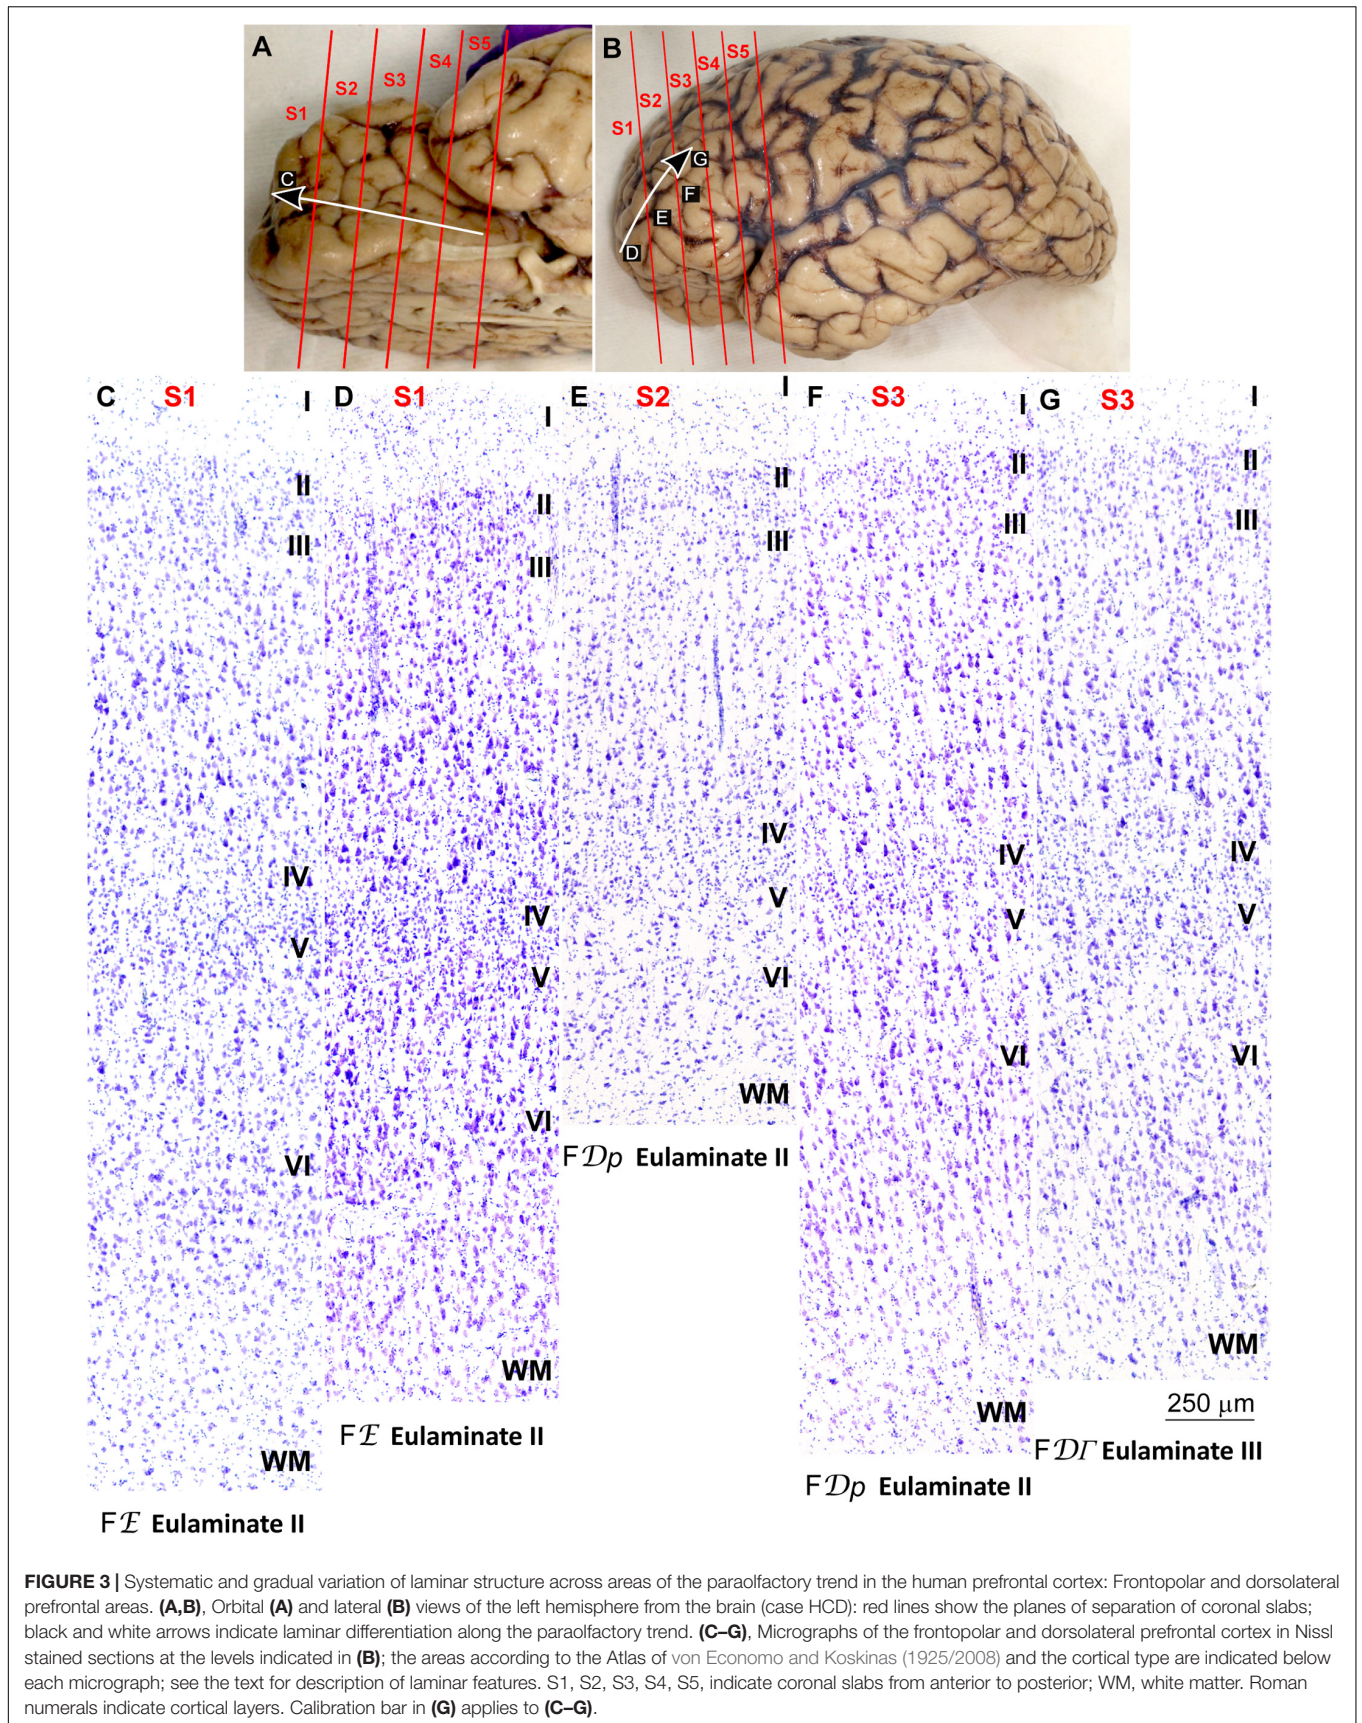 A
S1
S2
S3
S4
S5
C
B
S1
S2
S3
S4
S5
G
F
E
D
C S1 I
II
III
IV
V
VI
WM
FE Eulaminate II
D S1 I
II
III
IV
V
VI
WM
FE Eulaminate II
E S2 I
II
III
IV
V
VI
WM
FDp Eulaminate II
F S3 I
II
III
IV
V
VI
WM
FDp Eulaminate II
G S3 I
II
III
IV
V
VI
WM
250 μm
FDΓ Eulaminate III
FIGURE 3 | Systematic and gradual variation of laminar structure across areas of the paraolfactory trend in the human prefrontal cortex: Frontopolar and dorsolateral
prefrontal areas. (A,B), Orbital (A) and lateral (B) views of the left hemisphere from the brain (case HCD): red lines show the planes of separation of coronal slabs;
black and white arrows indicate laminar differentiation along the paraolfactory trend. (C–G), Micrographs of the frontopolar and dorsolateral prefrontal cortex in Nissl
stained sections at the levels indicated in (B); the areas according to the Atlas of von Economo and Koskinas (1925/2008) and the cortical type are indicated below
each micrograph; see the text for description of laminar features. S1, S2, S3, S4, S5, indicate coronal slabs from anterior to posterior; WM, white matter. Roman
numerals indicate cortical layers. Calibration bar in (G) applies to (C–G).